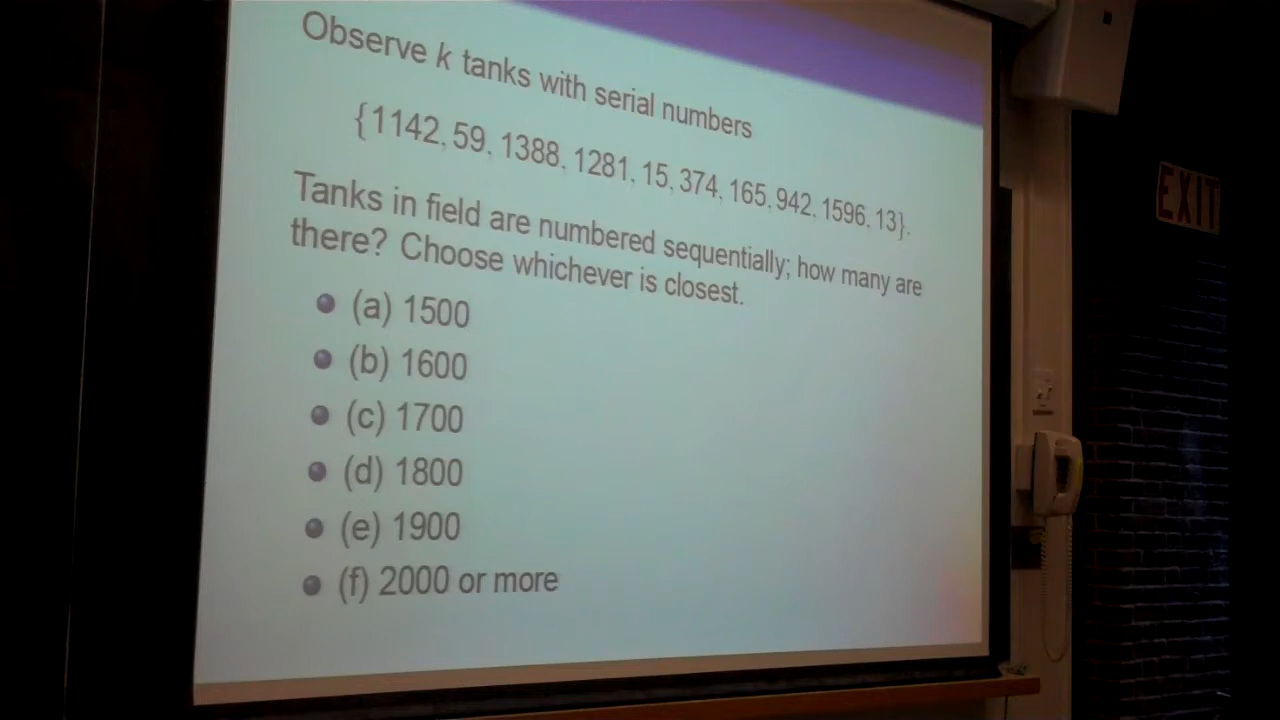 Observe k tanks with serial numbers
{1142, 59, 1388, 1281, 15, 374, 165, 942, 1596, 13}.
Tanks in field are numbered sequentially; how many are
there? Choose whichever is closest.
(a) 1500
(b) 1600
(c) 1700
(d) 1800
(e) 1900
(f) 2000 or more
EXIT